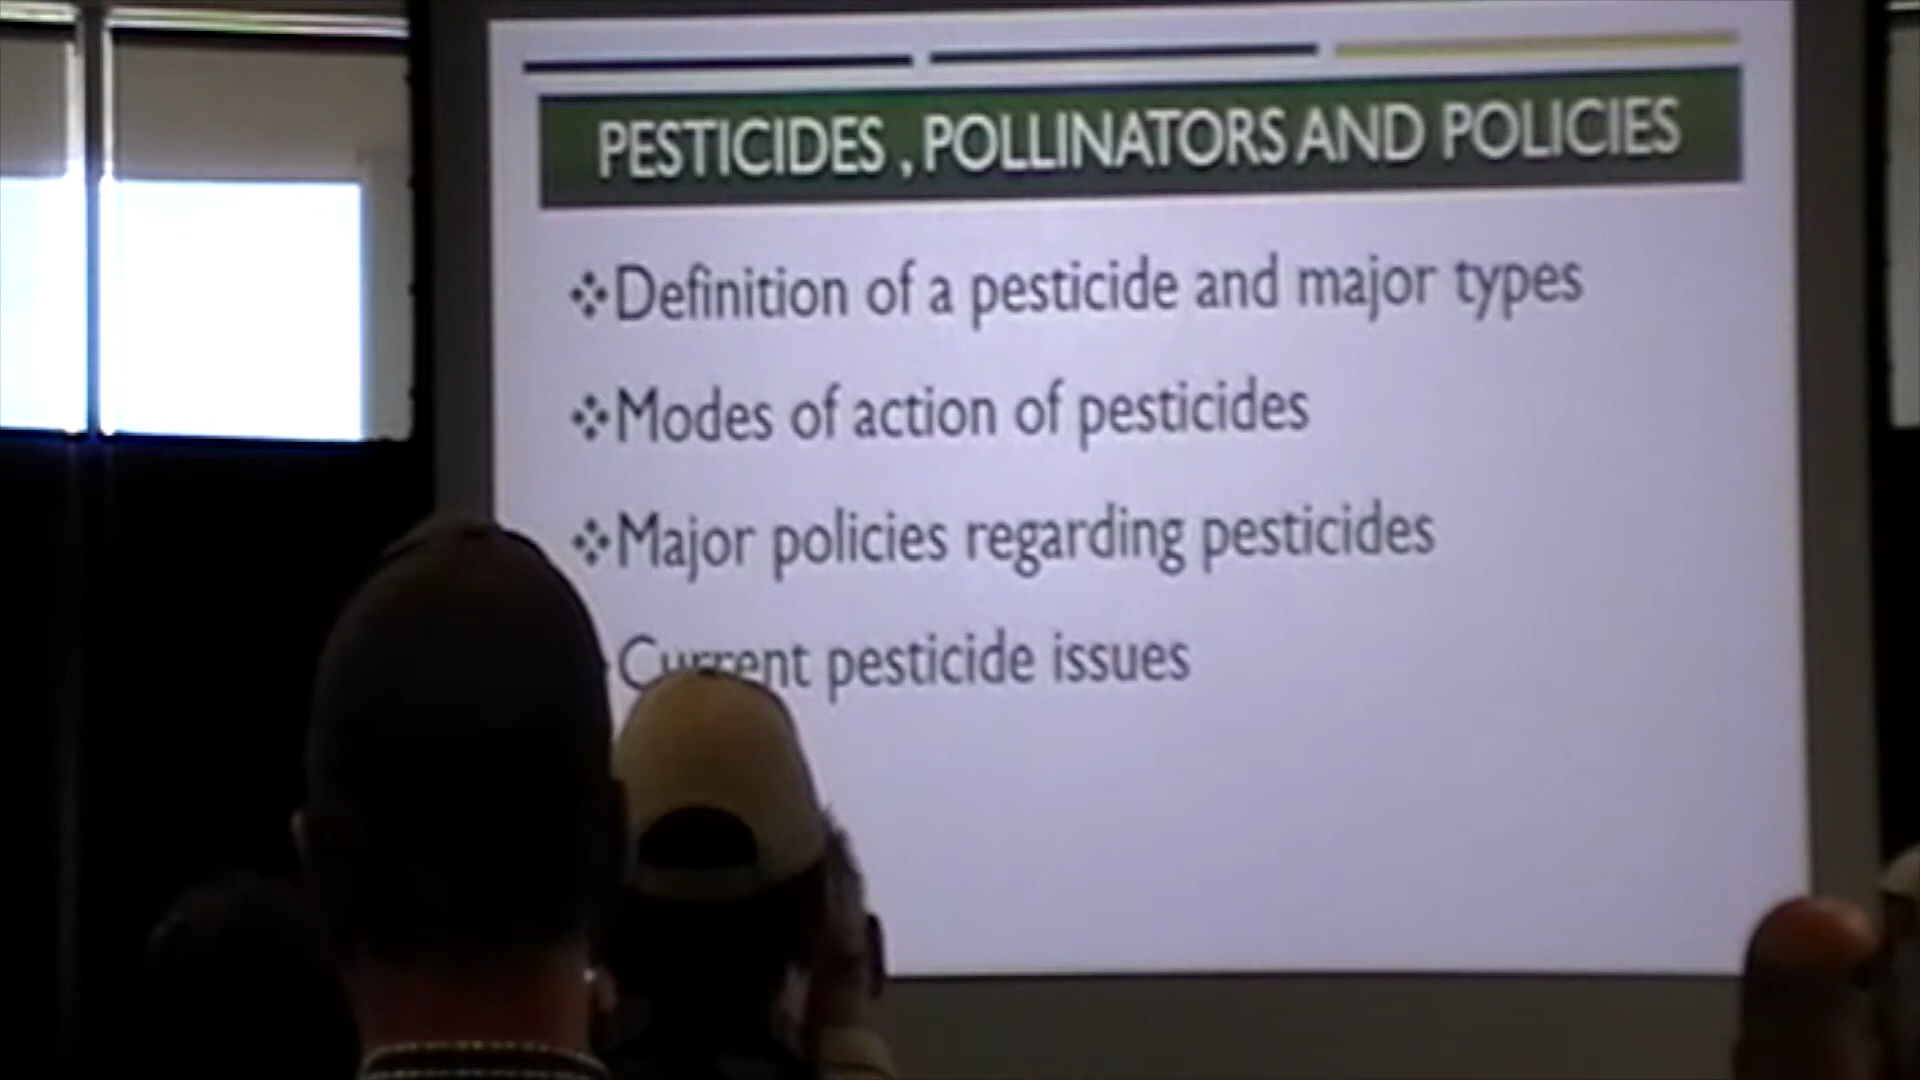 PESTICIDES , POLLINATORS AND POLICIES
❖Definition of a pesticide and major types
❖Modes of action of pesticides
❖Major policies regarding pesticides
Current pesticide issues